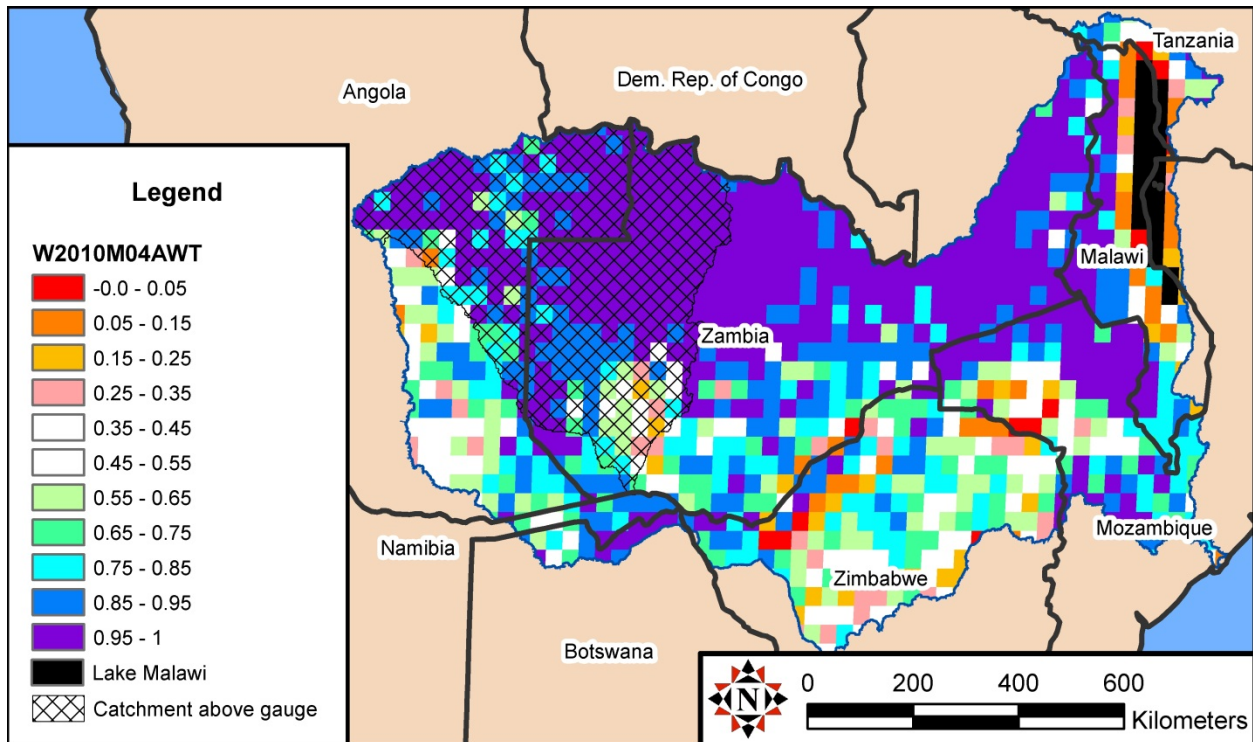 Tanzania
Dem. Rep. of Congo
Angola
Legend
W2010M04AWT
-0.0 - 0.05
0.05 - 0.15
0.15 - 0.25
0.25 - 0.35
0.35 - 0.45
0.45 - 0.55
0.55 - 0.65
0.65 - 0.75
0.75 - 0.85
0.85 - 0.95
0.95 - 1
Lake Malawi
Catchment above gauge
Malawi
Zambia
Mozambique
Namibia
Zimbabwe
Botswana
N
0 200 400 600
Kilometers